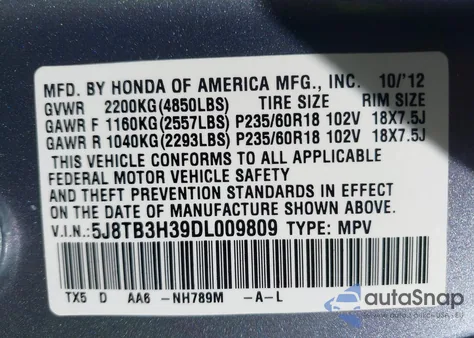 MFD. BY HONDA OF AMERICA MFG., INC. 10/'12
GVWR 2200KG(4850LBS) TIRE SIZE RIM SIZE
GAWR F 1160KG(2557LBS) P235/60R18 102V 18X7.5J
GAWR R 1040KG(2293LBS) P235/60R18 102V 18X7.5J
THIS VEHICLE CONFORMS TO ALL APPLICABLE
FEDERAL MOTOR VEHICLE SAFETY
AND THEFT PREVENTION STANDARDS IN EFFECT
ON THE DATE OF MANUFACTURE SHOWN ABOVE.
V.I.N.: 5J8TB3H39DL009809 TYPE: MPV
TX5 D AA6 -NH789M -A-L
autoSnap